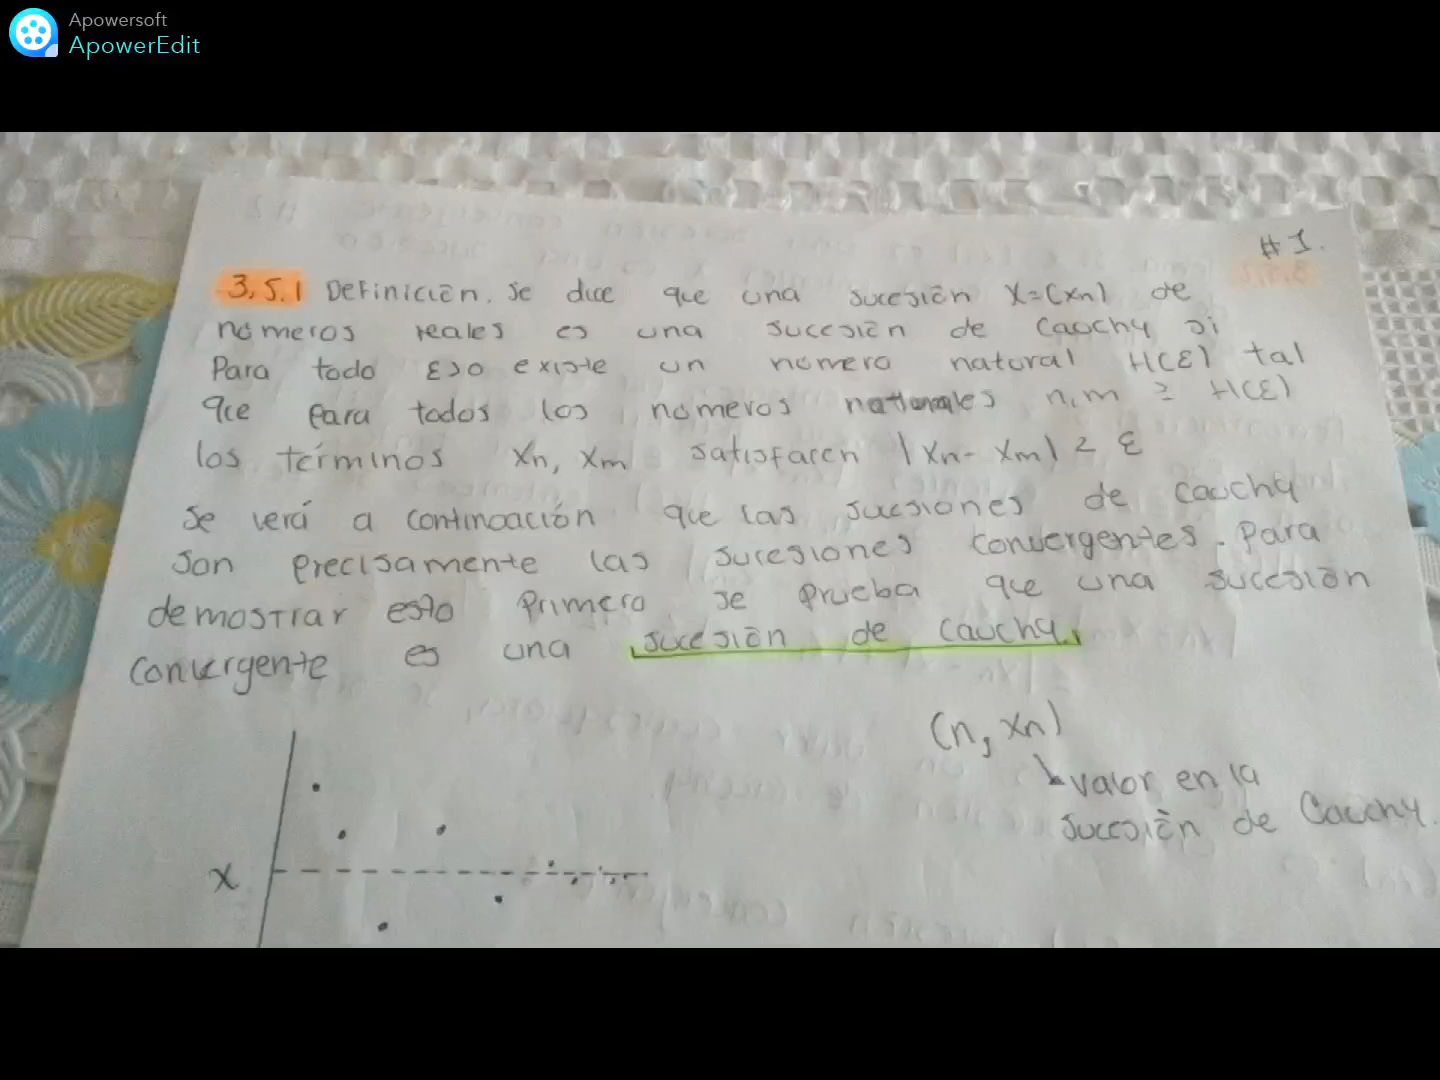 Apowersoft
ApowerEdit
#1.
3.5.1 Definición. Se dice que una sucesión X=(xn) de
números reales es una sucesión de Cauchy si
Para todo ε>0 existe un número natural H(ε) tal
que para todos los números naturales n,m ≥ H(ε)
los términos Xn, Xm satisfacen |Xn-Xm| < ε
Se verá a continuación que las sucesiones de Cauchy
son precisamente las sucesiones convergentes. Para
demostrar esto primero se prueba que una sucesión
Convergente es una sucesión de Cauchy.
(n, Xn)
valor en la
sucesión de Cauchy.
X